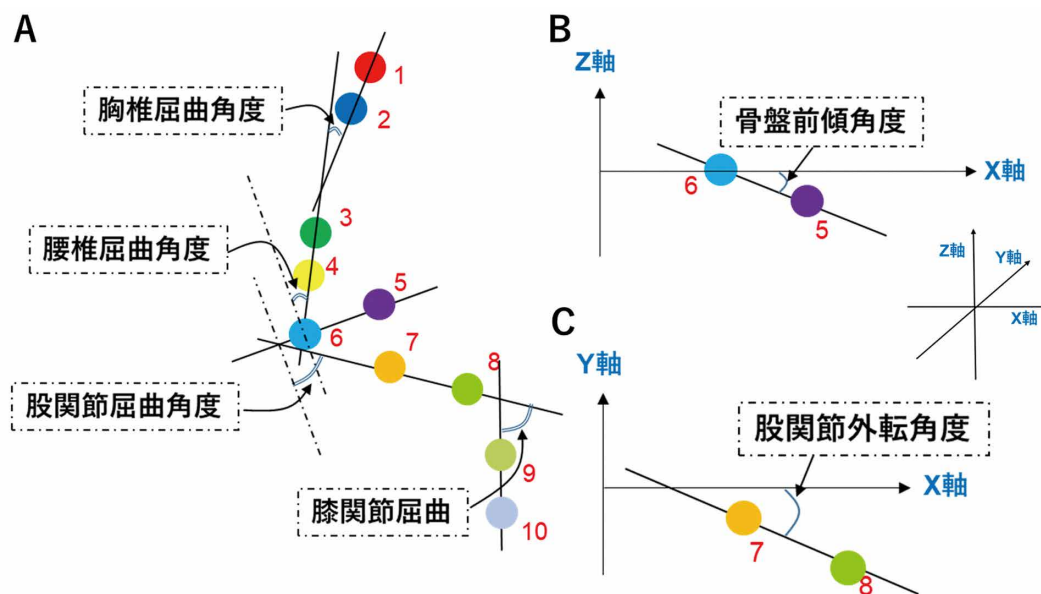 A
胸椎屈曲角度
1
2
3
腰椎屈曲角度
4
5
6
7
8
股関節屈曲角度
9
膝関節屈曲
10
B
Z軸
骨盤前傾角度
6
X軸
5
Z軸
Y軸
X軸
C
Y軸
股関節外転角度
X軸
7
8